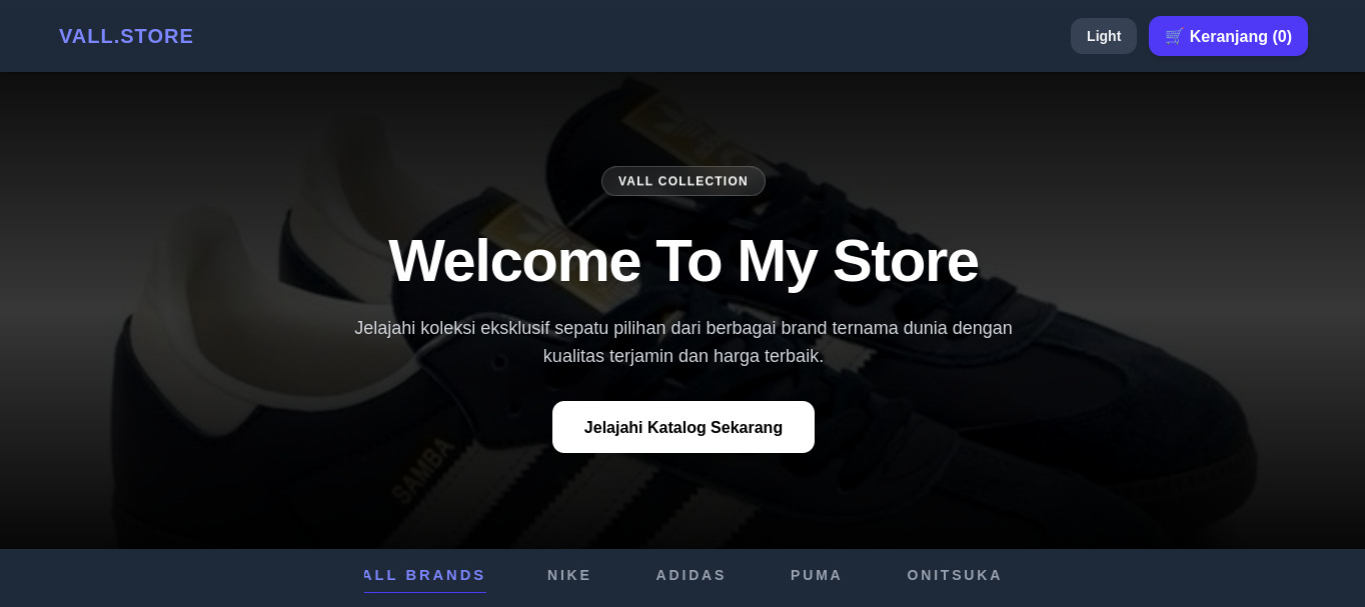 VALL.STORE
Light
🛒 Keranjang (0)
VALL COLLECTION
Welcome To My Store
Jelajahi koleksi eksklusif sepatu pilihan dari berbagai brand ternama dunia dengan
kualitas terjamin dan harga terbaik.
Jelajahi Katalog Sekarang
SAMBA
ALL BRANDS
NIKE
ADIDAS
PUMA
ONITSUKA